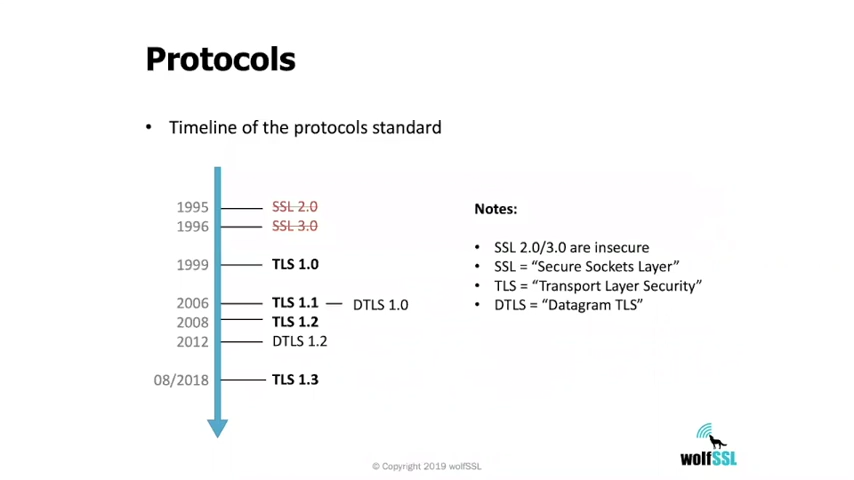 Protocols
• Timeline of the protocols standard
1995 SSL 2.0
1996 SSL 3.0
1999 TLS 1.0
2006 TLS 1.1 — DTLS 1.0
2008 TLS 1.2
2012 DTLS 1.2
08/2018 TLS 1.3
Notes:
• SSL 2.0/3.0 are insecure
• SSL = “Secure Sockets Layer”
• TLS = “Transport Layer Security”
• DTLS = “Datagram TLS”
© Copyright 2019 wolfSSL
wolfSSL